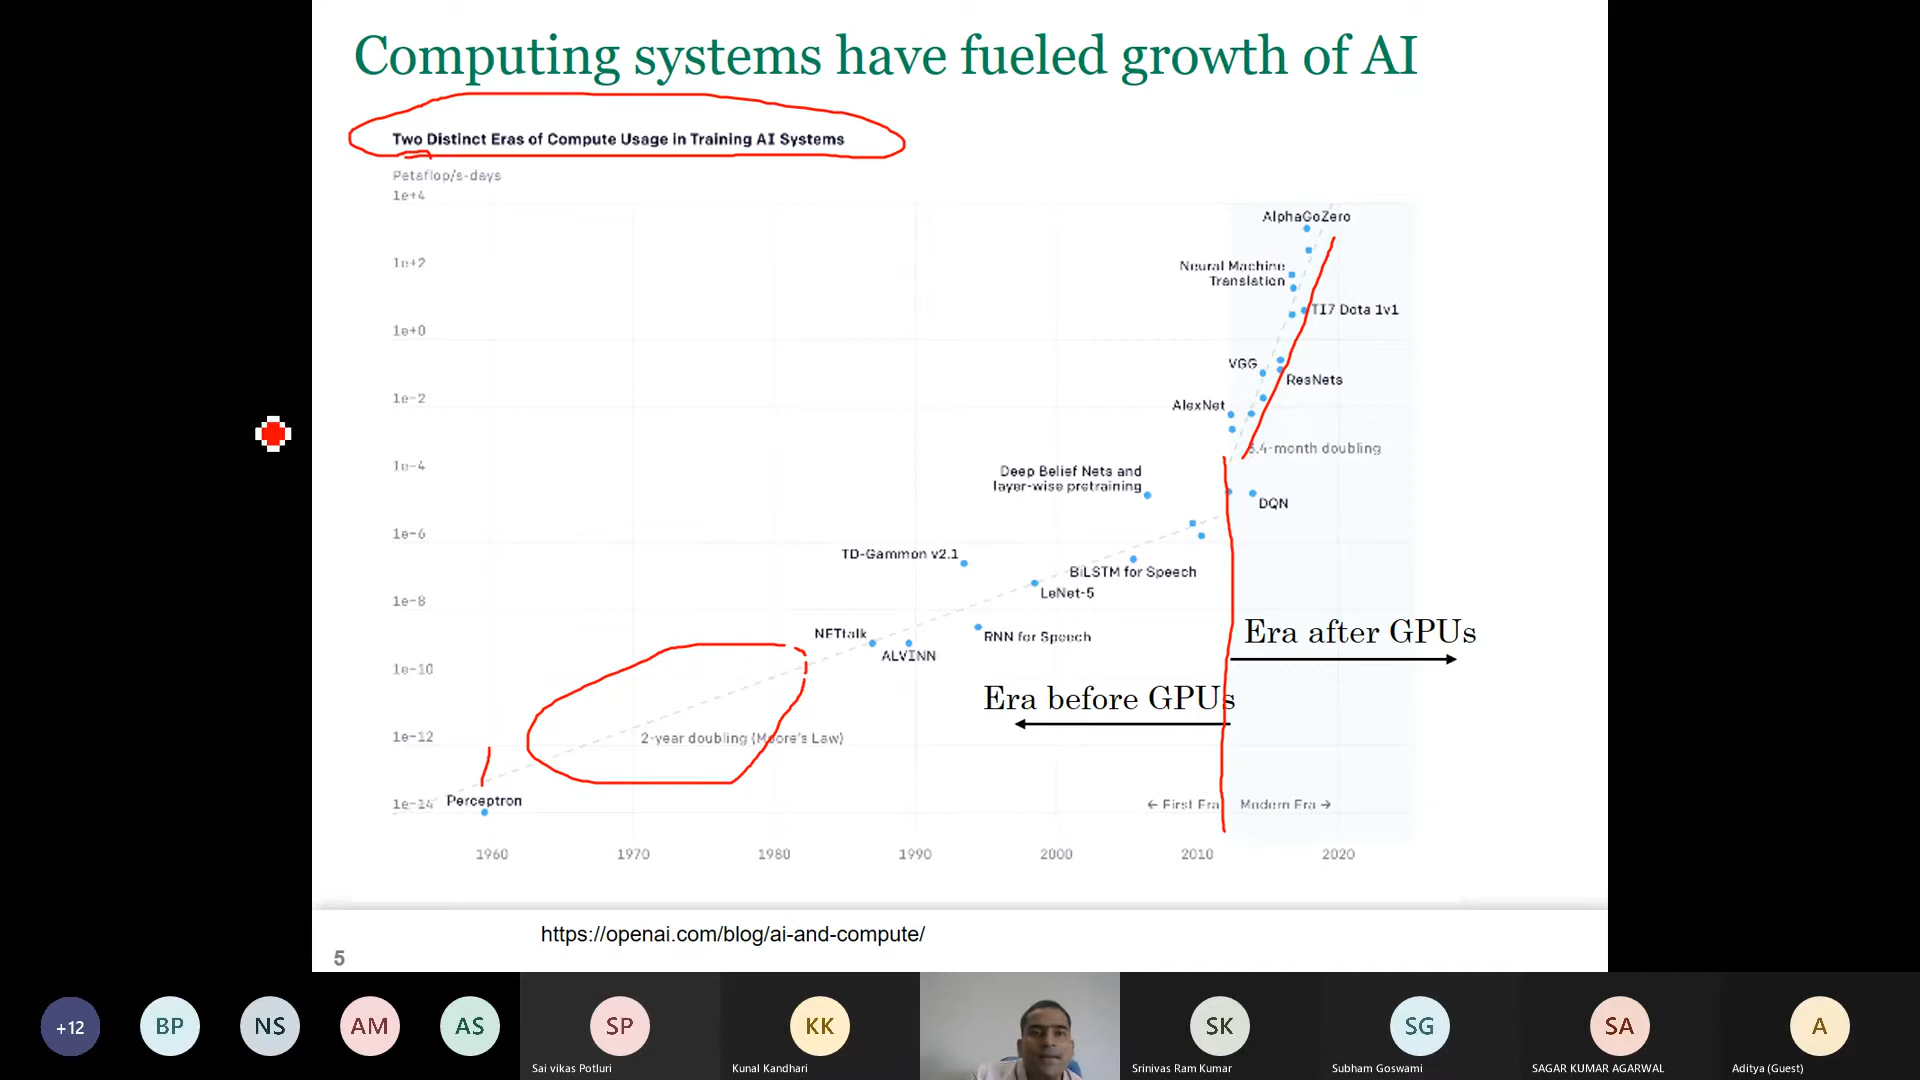 Computing systems have fueled growth of AI
Two Distinct Eras of Compute Usage in Training AI Systems
Petaflop/s-days
1e+4
AlphaGoZero
1e+2
Neural Machine
Translation
TI7 Dota 1v1
1e+0
VGG
ResNets
1e-2
AlexNet
3.4-month doubling
1e-4
Deep Belief Nets and
layer-wise pretraining
DQN
1e-6
TD-Gammon v2.1
BiLSTM for Speech
LeNet-5
1e-8
NETtalk
RNN for Speech
ALVINN
Era after GPUs
1e-10
Era before GPUs
1e-12
2-year doubling (Moore's Law)
1e-14
Perceptron
← First Era
Modern Era →
1960
1970
1980
1990
2000
2010
2020
https://openai.com/blog/ai-and-compute/
5
+12
BP
NS
AM
AS
SP
KK
SK
SG
SA
A
Sai vikas Potluri
Kunal Kandhari
Srinivas Ram Kumar
Subham Goswami
SAGAR KUMAR AGARWAL
Aditya (Guest)